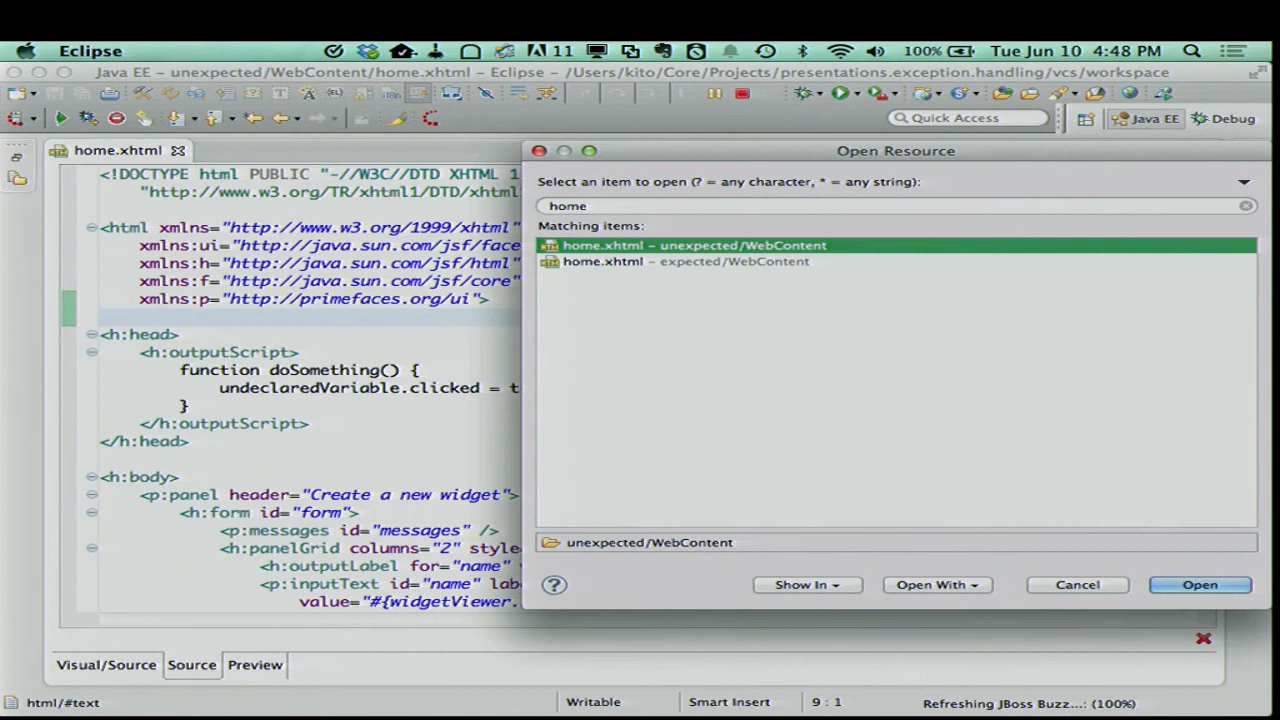 Eclipse 11 100% Tue Jun 10 4:48 PM
Java EE - unexpected/WebContent/home.xhtml - Eclipse - /Users/kito/Core/Projects/presentations.exception.handling/vcs/workspace
Quick Access Java EE Debug
home.xhtml
<!DOCTYPE html PUBLIC "-//W3C//DTD XHTML 1
"http://www.w3.org/TR/xhtml1/DTD/xhtml
<html xmlns="http://www.w3.org/1999/xhtml"
xmlns:ui="http://java.sun.com/jsf/face
xmlns:h="http://java.sun.com/jsf/html"
xmlns:f="http://java.sun.com/jsf/core"
xmlns:p="http://primefaces.org/ui">
<h:head>
<h:outputScript>
function doSomething() {
undeclaredVariable.clicked = t
}
</h:outputScript>
</h:head>
<h:body>
<p:panel header="Create a new widget">
<h:form id="form">
<p:messages id="messages" />
<h:panelGrid columns="2" style
<h:outputLabel for="name"
<p:inputText id="name" lab
value="#{widgetViewer.
Open Resource
Select an item to open (? = any character, * = any string):
home
Matching items:
home.xhtml - unexpected/WebContent
home.xhtml - expected/WebContent
unexpected/WebContent
Show In Open With Cancel Open
Visual/Source Source Preview
html/#text Writable Smart Insert 9 : 1 Refreshing JBoss Buzz...: (100%)